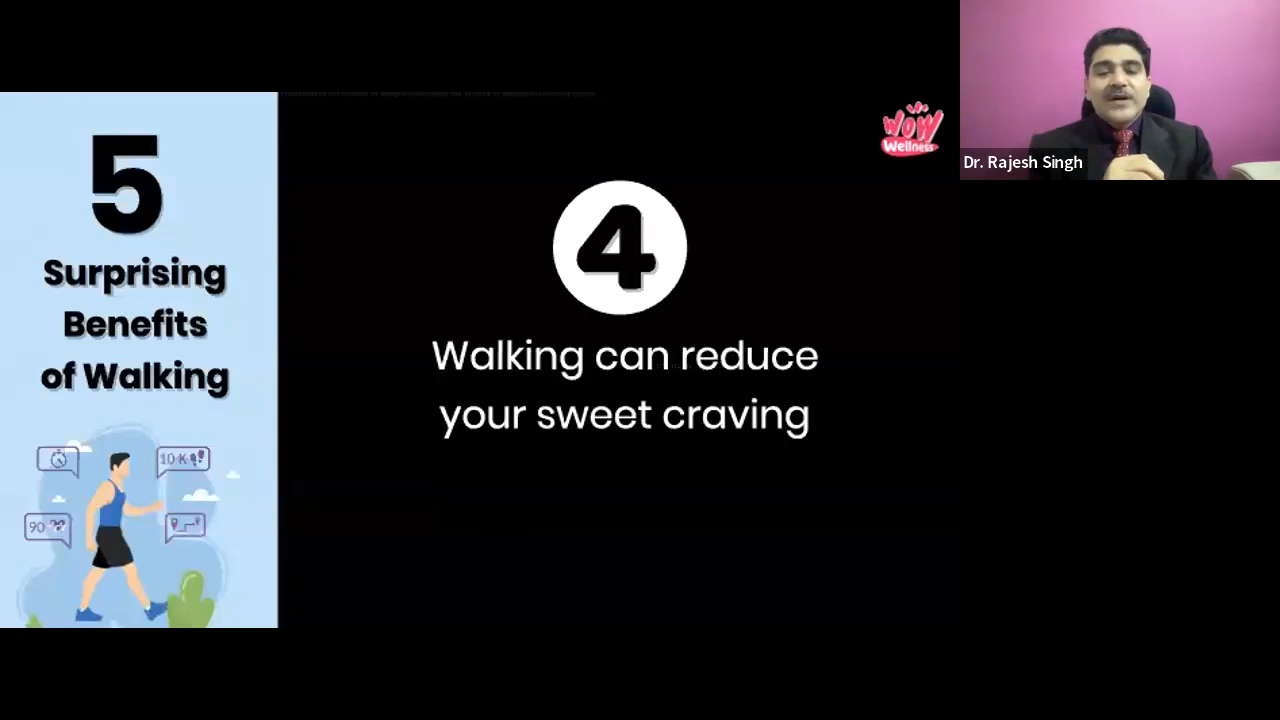 5
Surprising
Benefits
of Walking
10 K
90
4
Walking can reduce
your sweet craving
WOW
Wellness
Dr. Rajesh Singh